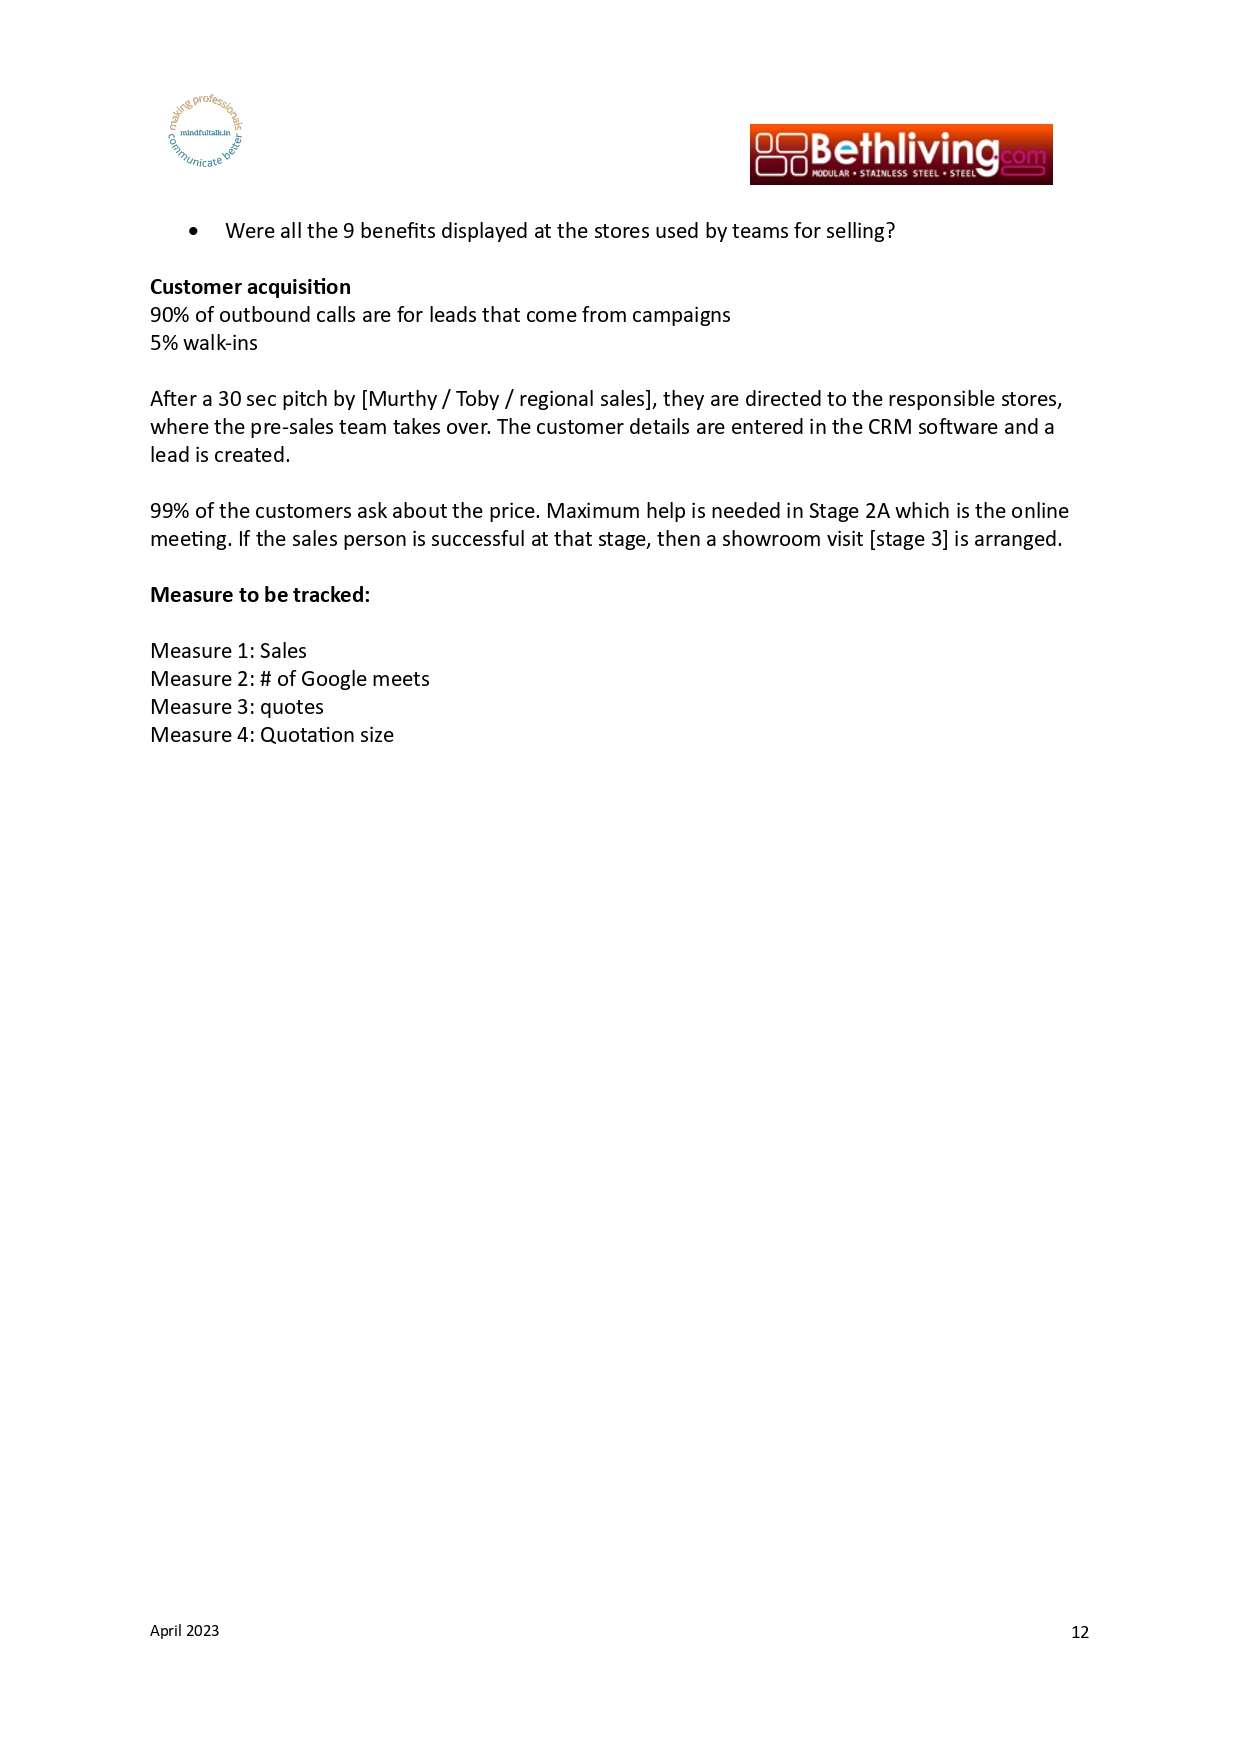 making professionals
mindfultalk.in
communicate better
Bethliving.com
MODULAR • STAINLESS STEEL • STEEL
• Were all the 9 benefits displayed at the stores used by teams for selling?
Customer acquisition
90% of outbound calls are for leads that come from campaigns
5% walk-ins
After a 30 sec pitch by [Murthy / Toby / regional sales], they are directed to the responsible stores,
where the pre-sales team takes over. The customer details are entered in the CRM software and a
lead is created.
99% of the customers ask about the price. Maximum help is needed in Stage 2A which is the online
meeting. If the sales person is successful at that stage, then a showroom visit [stage 3] is arranged.
Measure to be tracked:
Measure 1: Sales
Measure 2: # of Google meets
Measure 3: quotes
Measure 4: Quotation size
April 2023
12